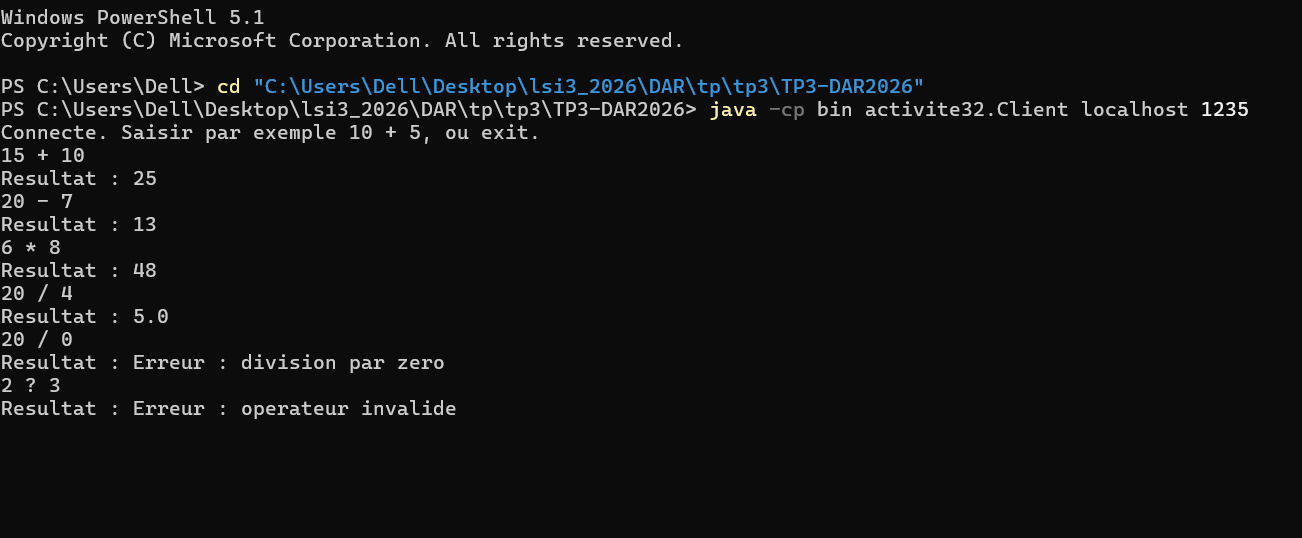 Windows PowerShell 5.1
Copyright (C) Microsoft Corporation. All rights reserved.
PS C:\Users\Dell> cd "C:\Users\Dell\Desktop\lsi3_2026\DAR\tp\tp3\TP3-DAR2026"
PS C:\Users\Dell\Desktop\lsi3_2026\DAR\tp\tp3\TP3-DAR2026> java -cp bin activite32.Client localhost 1235
Connecte. Saisir par exemple 10 + 5, ou exit.
15 + 10
Resultat : 25
20 - 7
Resultat : 13
6 * 8
Resultat : 48
20 / 4
Resultat : 5.0
20 / 0
Resultat : Erreur : division par zero
2 ? 3
Resultat : Erreur : operateur invalide